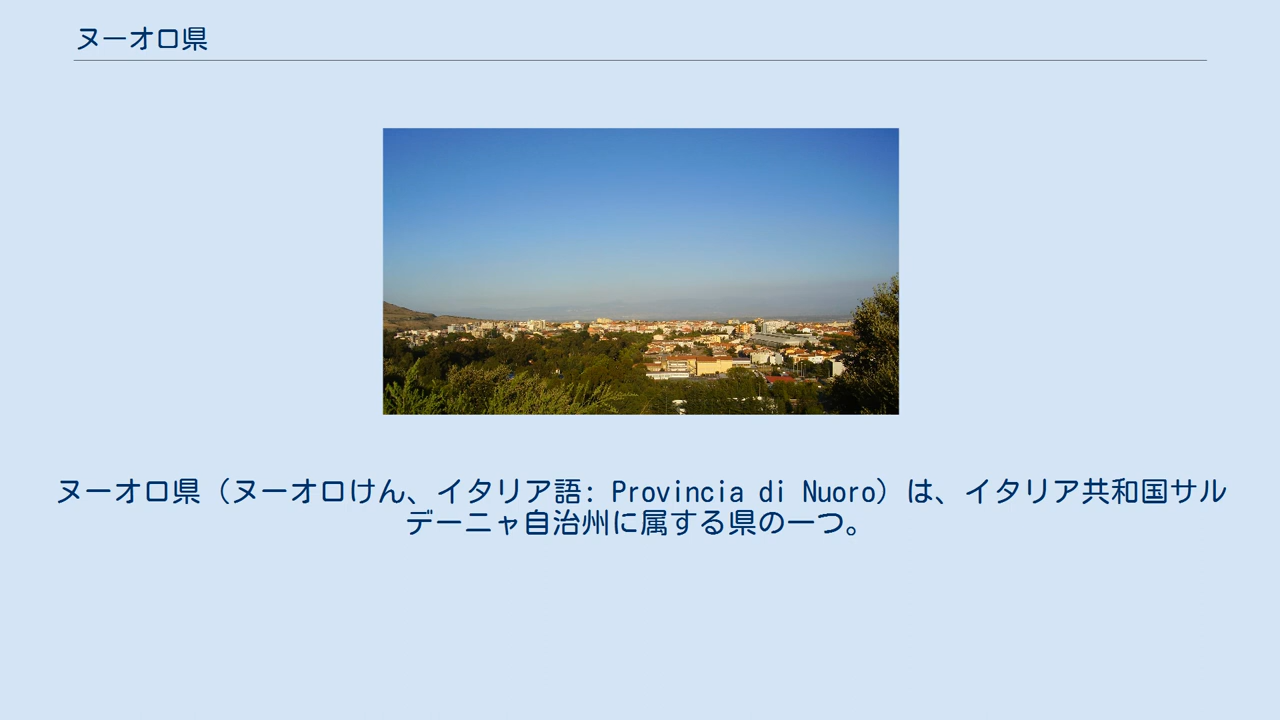 ヌーオロ県
ヌーオロ県（ヌーオロけん、イタリア語: Provincia di Nuoro）は、イタリア共和国サル
デーニャ自治州に属する県の一つ。